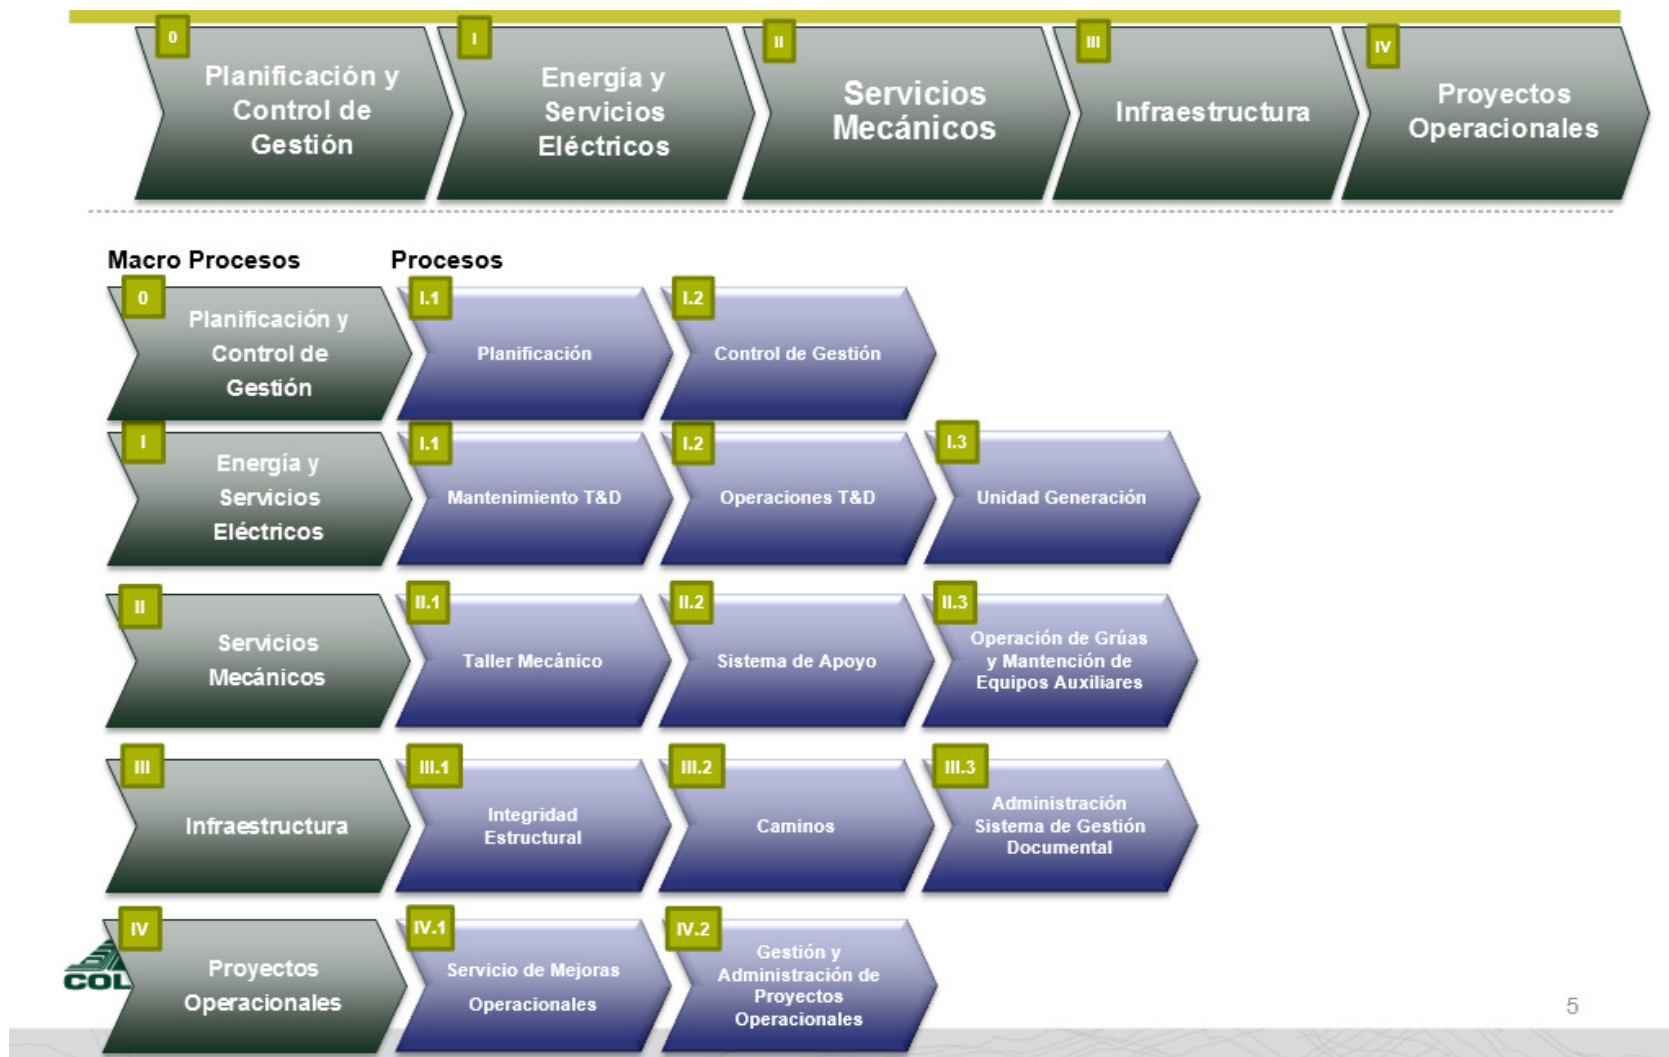 0
Planificación y
Control de
Gestión
I
Energía y
Servicios
Eléctricos
II
Servicios
Mecánicos
III
Infraestructura
IV
Proyectos
Operacionales
Macro Procesos
Procesos
0
Planificación y
Control de
Gestión
I.1
Planificación
I.2
Control de Gestión
I
Energía y
Servicios
Eléctricos
I.1
Mantenimiento T&D
I.2
Operaciones T&D
I.3
Unidad Generación
II
Servicios
Mecánicos
II.1
Taller Mecánico
II.2
Sistema de Apoyo
II.3
Operación de Grúas
y Mantención de
Equipos Auxiliares
III
Infraestructura
III.1
Integridad
Estructural
III.2
Caminos
III.3
Administración
Sistema de Gestión
Documental
IV
Proyectos
Operacionales
IV.1
Servicio de Mejoras
Operacionales
IV.2
Gestión y
Administración de
Proyectos
Operacionales
COL
5